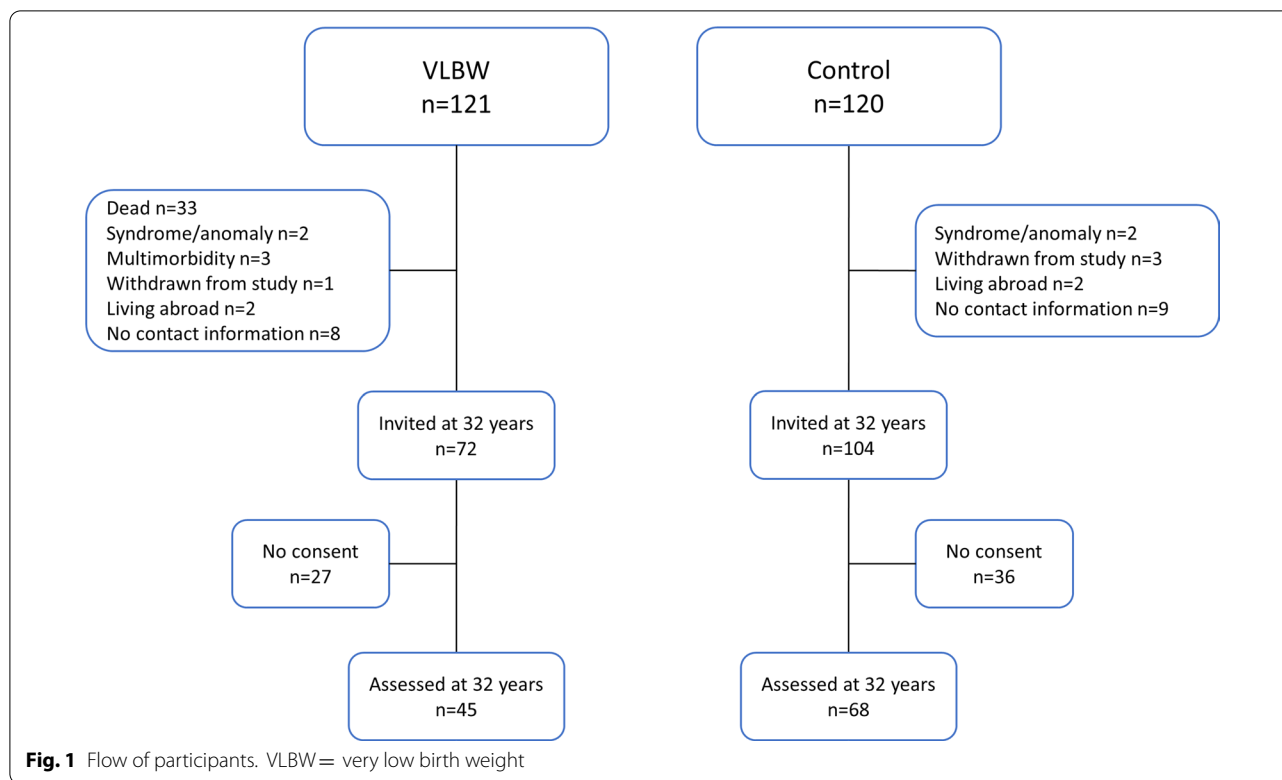 VLBW
n=121
Control
n=120
Dead n=33
Syndrome/anomaly n=2
Multimorbidity n=3
Withdrawn from study n=1
Living abroad n=2
No contact information n=8
Syndrome/anomaly n=2
Withdrawn from study n=3
Living abroad n=2
No contact information n=9
Invited at 32 years
n=72
Invited at 32 years
n=104
No consent
n=27
No consent
n=36
Assessed at 32 years
n=45
Assessed at 32 years
n=68
Fig. 1 Flow of participants. VLBW = very low birth weight